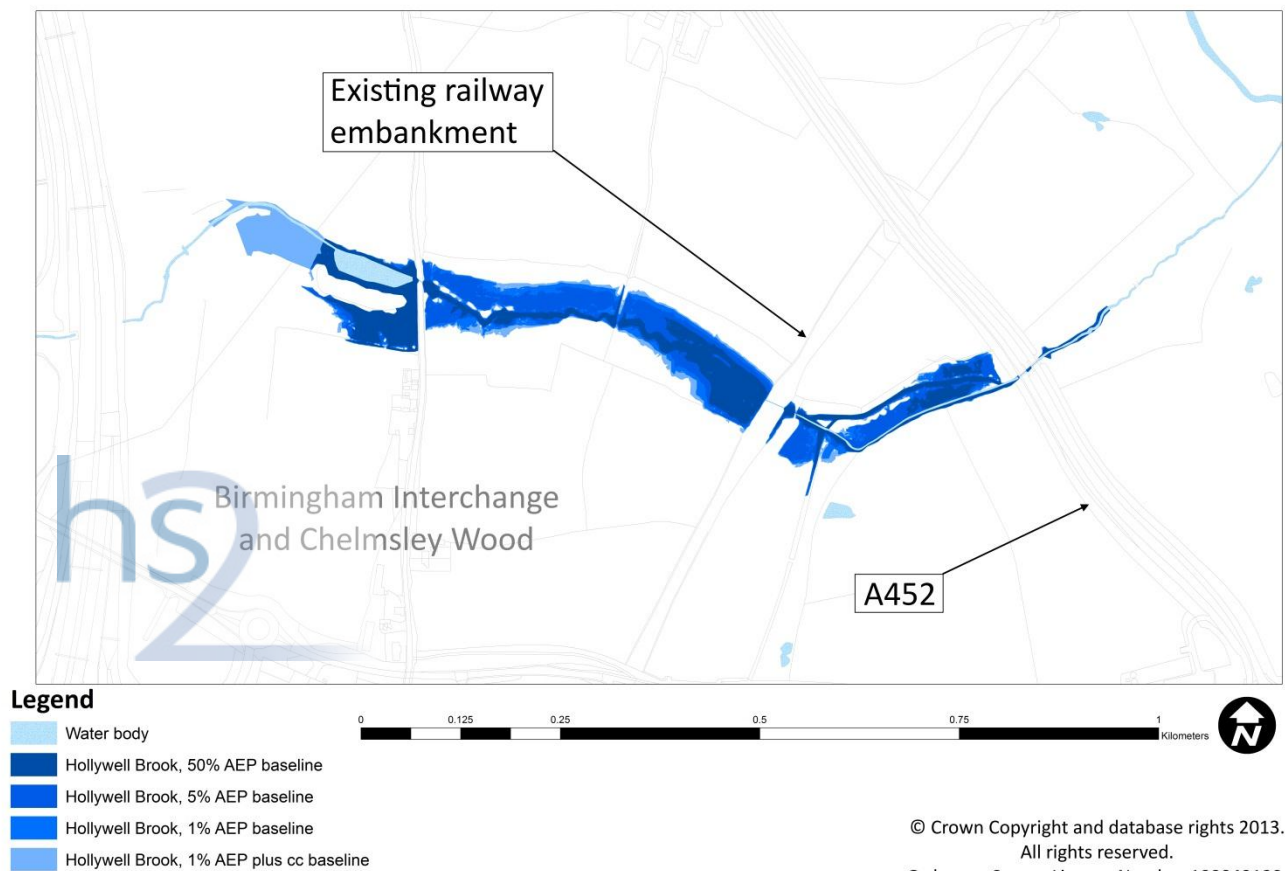 Existing railway
embankment
hs2
Birmingham Interchange
and Chelmsley Wood
A452
Legend
Water body
Hollywell Brook, 50% AEP baseline
Hollywell Brook, 5% AEP baseline
Hollywell Brook, 1% AEP baseline
Hollywell Brook, 1% AEP plus cc baseline
0 0.125 0.25 0.5 0.75 1
Kilometers
N
© Crown Copyright and database rights 2013.
All rights reserved.